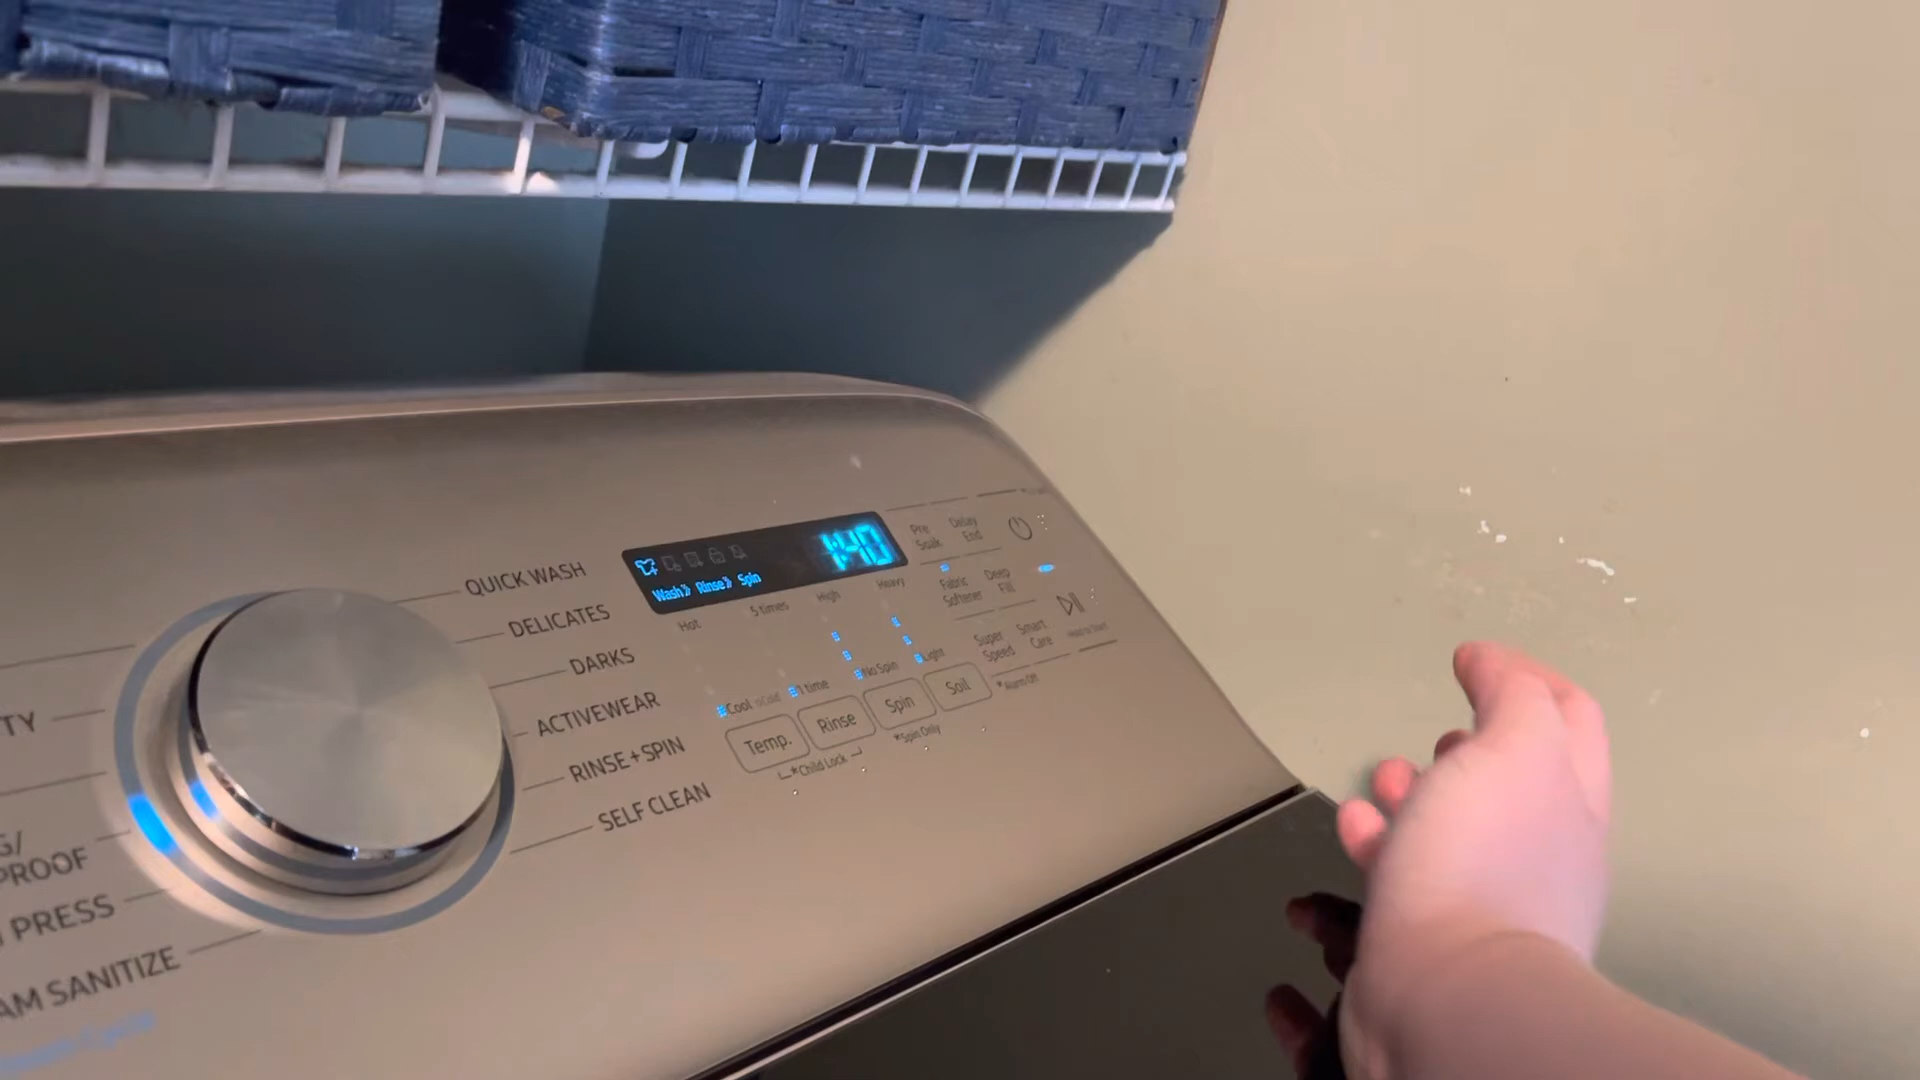 QUICK WASH
DELICATES
DARKS
ACTIVEWEAR
RINSE+SPIN
SELF CLEAN
TY
G/
PROOF
PRESS
AM SANITIZE
1:40
Wash» Rinse» Spin
Hot
5 times
High
Heavy
Cool
1 time
No Spin
Light
Temp.
Rinse
Spin
Soil
*Child Lock
*Spin Only
Pre Soak
Delay End
Fabric Softener
Deep Fill
Super Speed
Smart Care
*Alarm Off